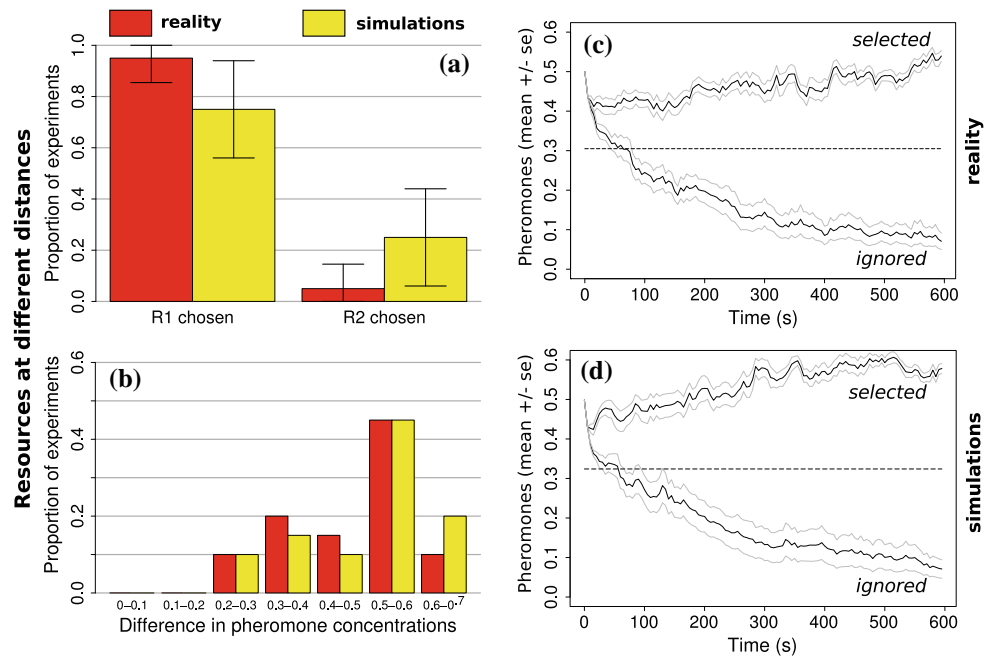 reality
simulations
Resources at different distances
(a)
Proportion of experiments
0.0 0.2 0.4 0.6 0.8 1.0
R1 chosen R2 chosen
(b)
Proportion of experiments
0.0 0.2 0.4 0.6
0–0.1 0.1–0.2 0.2–0.3 0.3–0.4 0.4–0.5 0.5–0.6 0.6–0.7
Difference in pheromone concentrations
(c)
selected
ignored
Pheromones (mean +/- se)
0.0 0.1 0.2 0.3 0.4 0.5 0.6
0 100 200 300 400 500 600
Time (s)
reality
(d)
selected
ignored
Pheromones (mean +/- se)
0.0 0.1 0.2 0.3 0.4 0.5 0.6
0 100 200 300 400 500 600
Time (s)
simulations